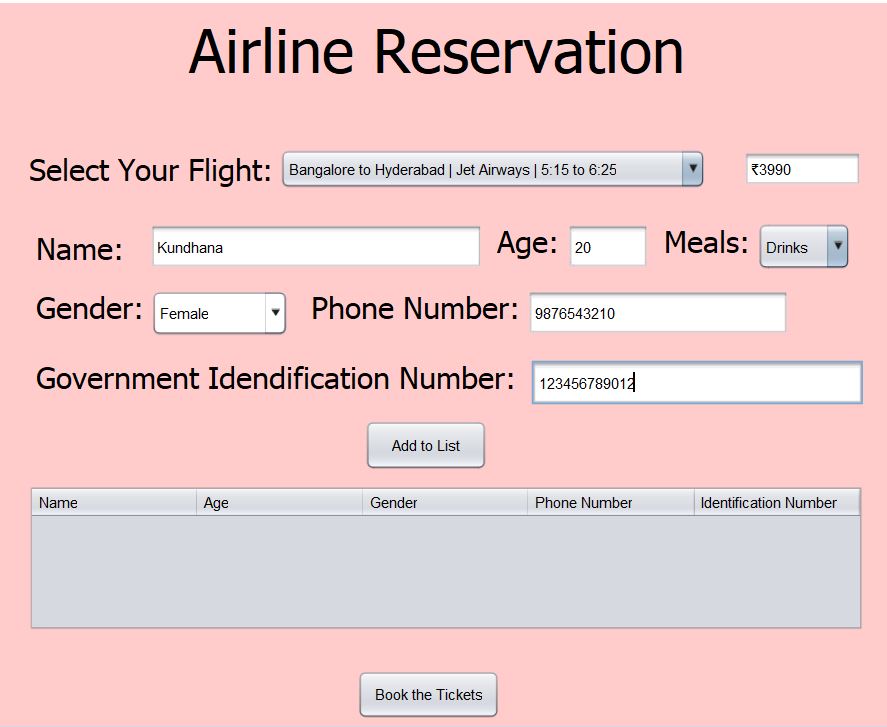 Airline Reservation
Select Your Flight: Bangalore to Hyderabad | Jet Airways | 5:15 to 6:25 ₹3990
Name: Kundhana Age: 20 Meals: Drinks
Gender: Female Phone Number: 9876543210
Government Idendification Number: 123456789012
Add to List
Name Age Gender Phone Number Identification Number
Book the Tickets